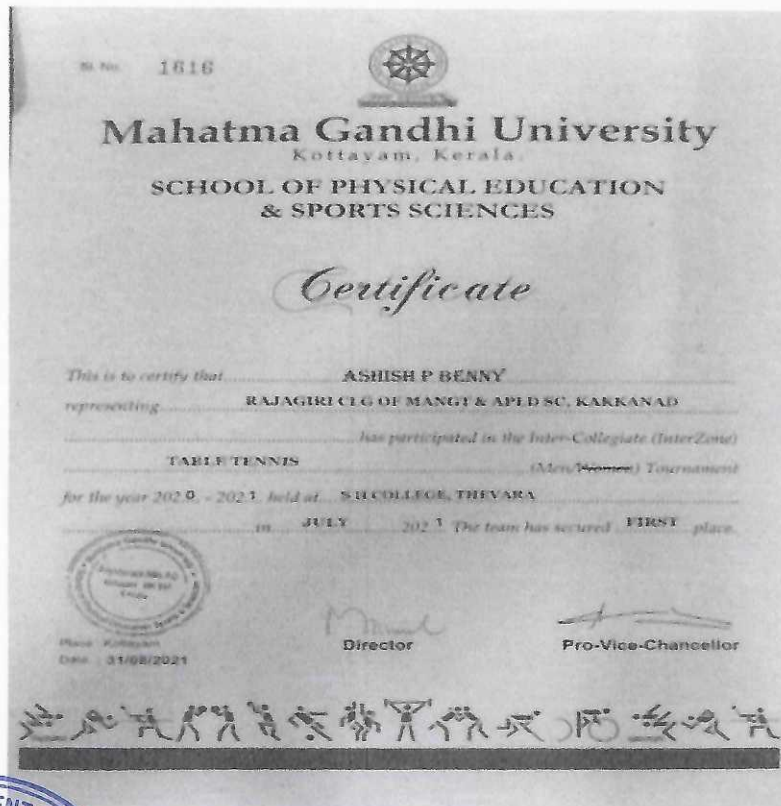 Sl. No. 1616
Mahatma Gandhi University
Kottayam, Kerala.
SCHOOL OF PHYSICAL EDUCATION
& SPORTS SCIENCES
Certificate
This is to certify that ASHISH P BENNY
representing RAJAGIRI CLG OF MANGT & APLD SC, KAKKANAD
has participated in the Inter-Collegiate (InterZone)
TABLE TENNIS (Men/Women) Tournament
for the year 2020 - 2021 held at S H COLLEGE, THEVARA
in JULY 2021 The team has secured FIRST place.
Place : Kottayam
Date : 31/08/2021
Director
Pro-Vice-Chancellor